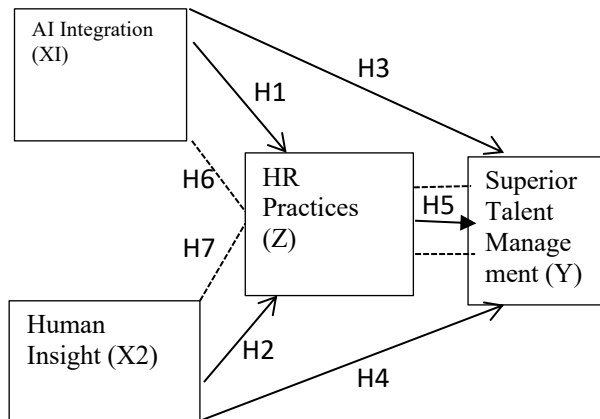 AI Integration
(XI)
H3
H1
H6
HR
Practices
(Z)
H5
Superior
Talent
Manage
ment (Y)
H7
Human
Insight (X2)
H2
H4